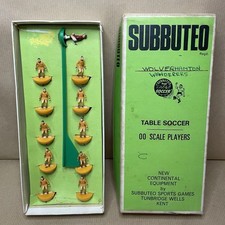 SUBBUTEO
Regd
WOLVERHAMPTON
WANDERERS
SOCCER
TABLE SOCCER
OO SCALE PLAYERS
NEW
CONTINENTAL
EQUIPMENT
by
SUBBUTEO SPORTS GAMES
TUNBRIDGE WELLS
KENT